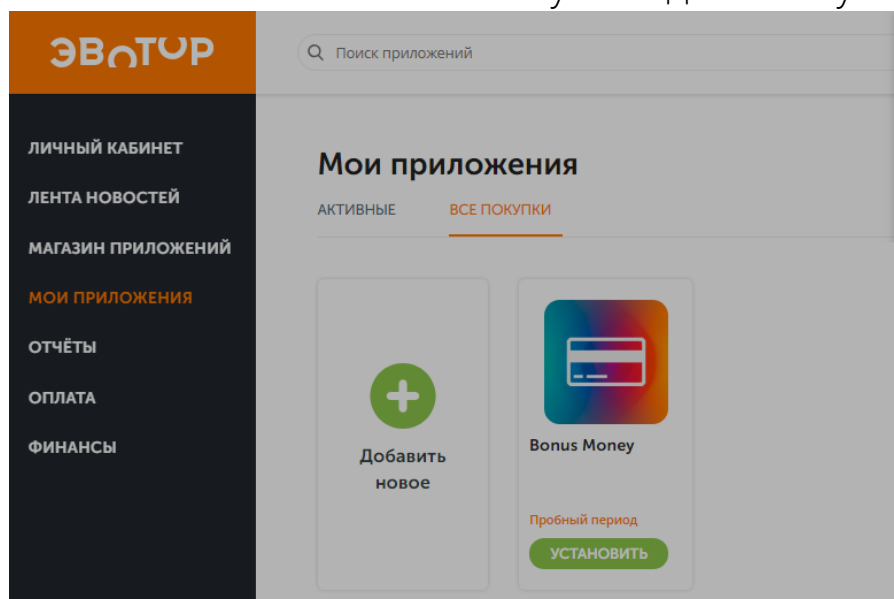 ЭВОТОР
Поиск приложений
ЛИЧНЫЙ КАБИНЕТ
ЛЕНТА НОВОСТЕЙ
МАГАЗИН ПРИЛОЖЕНИЙ
МОИ ПРИЛОЖЕНИЯ
ОТЧЁТЫ
ОПЛАТА
ФИНАНСЫ
Мои приложения
АКТИВНЫЕ ВСЕ ПОКУПКИ
Добавить
новое
Bonus Money
Пробный период
УСТАНОВИТЬ